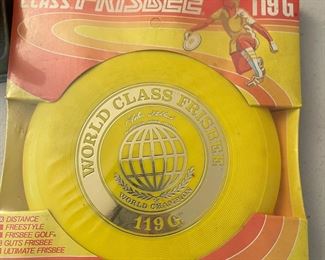 CLASS FRISBEE 119 G
WORLD CLASS FRISBEE
WORLD CHAMPION
119 G.
DISTANCE
FREESTYLE
FRISBEE GOLF
GUTS FRISBEE
ULTIMATE FRISBEE